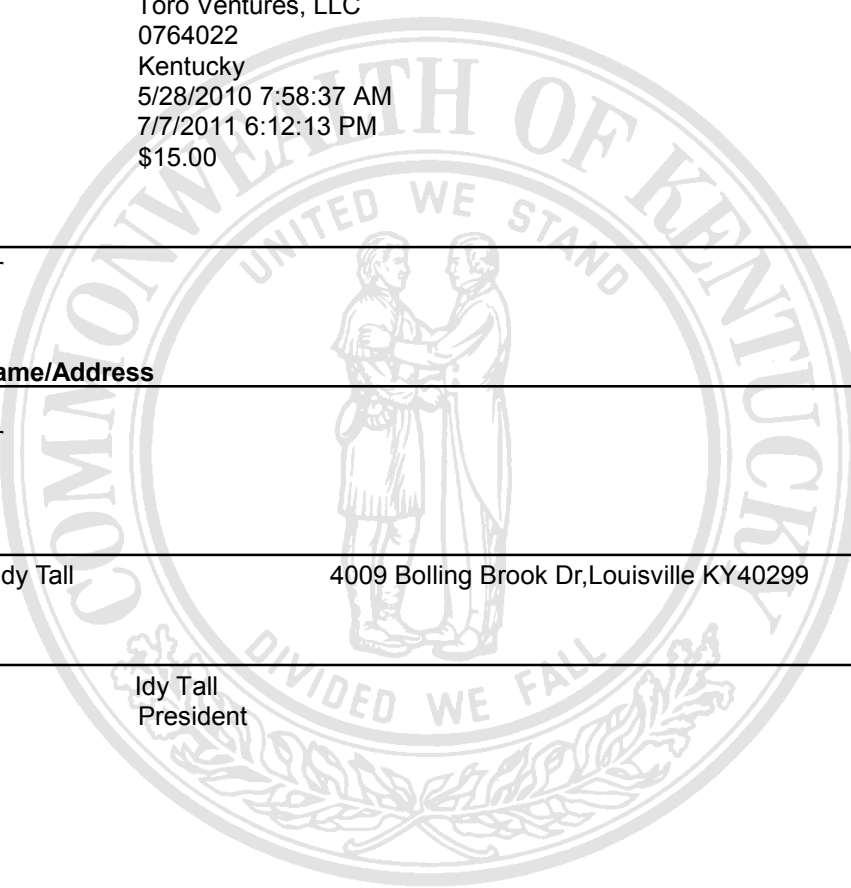 Toro Ventures, LLC
0764022
Kentucky
5/28/2010 7:58:37 AM
7/7/2011 6:12:13 PM
$15.00
COMMONWEALTH OF KENTUCKY
UNITED WE STAND
ame/Address
dy Tall 4009 Bolling Brook Dr,Louisville KY40299
DIVIDED WE FALL
Idy Tall
President